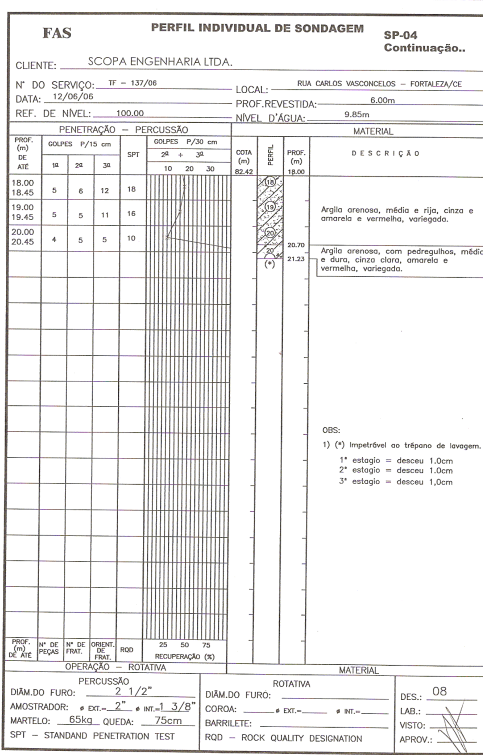 FAS
PERFIL INDIVIDUAL DE SONDAGEM
SP-04
Continuação..
CLIENTE: SCOPA ENGENHARIA LTDA.
N° DO SERVIÇO: TF - 137/06
LOCAL: RUA CARLOS VASCONCELOS - FORTALEZA/CE
DATA: 12/06/06
PROF.REVESTIDA: 6.00m
REF. DE NÍVEL: 100.00
NÍVEL D'ÁGUA: 9.85m
PENETRAÇÃO - PERCUSSÃO
MATERIAL
PROF. (m) DE ATÉ
GOLPES P/15 cm
1ª 2ª 3ª
SPT
GOLPES P/30 cm
2ª + 3ª
10 20 30
COTA (m)
82.42
PERFIL
PROF. (m)
18.00
DESCRIÇÃO
18.00
18.45 5 6 12 18
19.00
19.45 5 5 11 16
20.00
20.45 4 5 5 10
18
19
20
20
(*)
20.70
21.23
Argila arenosa, média e rija, cinza e
amarela e vermelha, variegada.
Argila arenosa, com pedregulhos, médic
e dura, cinza clara, amarela e
vermelha, variegada.
OBS:
1) (*) Impetrável ao trépano de lavagem.
1° estagio = desceu 1.0cm
2° estagio = desceu 1.0cm
3° estagio = desceu 1,0cm
PROF. (m) DE ATÉ
N° DE PEÇAS
N° DE FRAT.
ORIENT. DE FRAT.
RQD
25 50 75
RECUPERAÇÃO (%)
OPERAÇÃO - ROTATIVA
MATERIAL
PERCUSSÃO
DIÂM.DO FURO: 2 1/2"
AMOSTRADOR: ø EXT.= 2" ø INT.=1 3/8"
MARTELO: 65kg QUEDA: 75cm
SPT - STANDAND PENETRATION TEST
ROTATIVA
DIÂM.DO FURO:
COROA: ø EXT.= ø INT.=
BARRILETE:
RQD - ROCK QUALITY DESIGNATION
DES.: 08
LAB.:
VISTO:
APROV.: